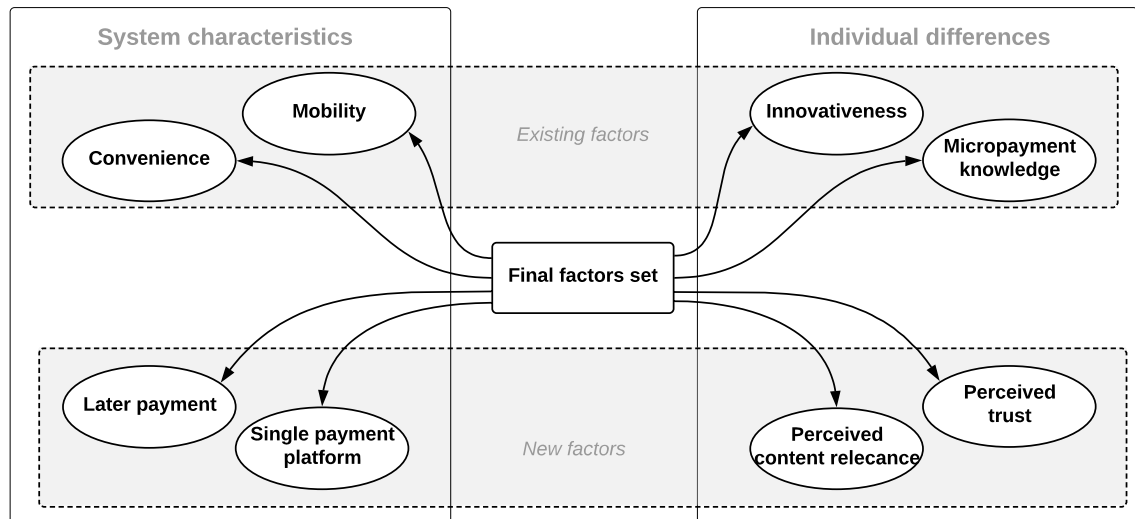 System characteristics
Individual differences
Mobility
Innovativeness
Existing factors
Convenience
Micropayment
knowledge
Final factors set
Later payment
Perceived
trust
Single payment
platform
Perceived
content relecance
New factors